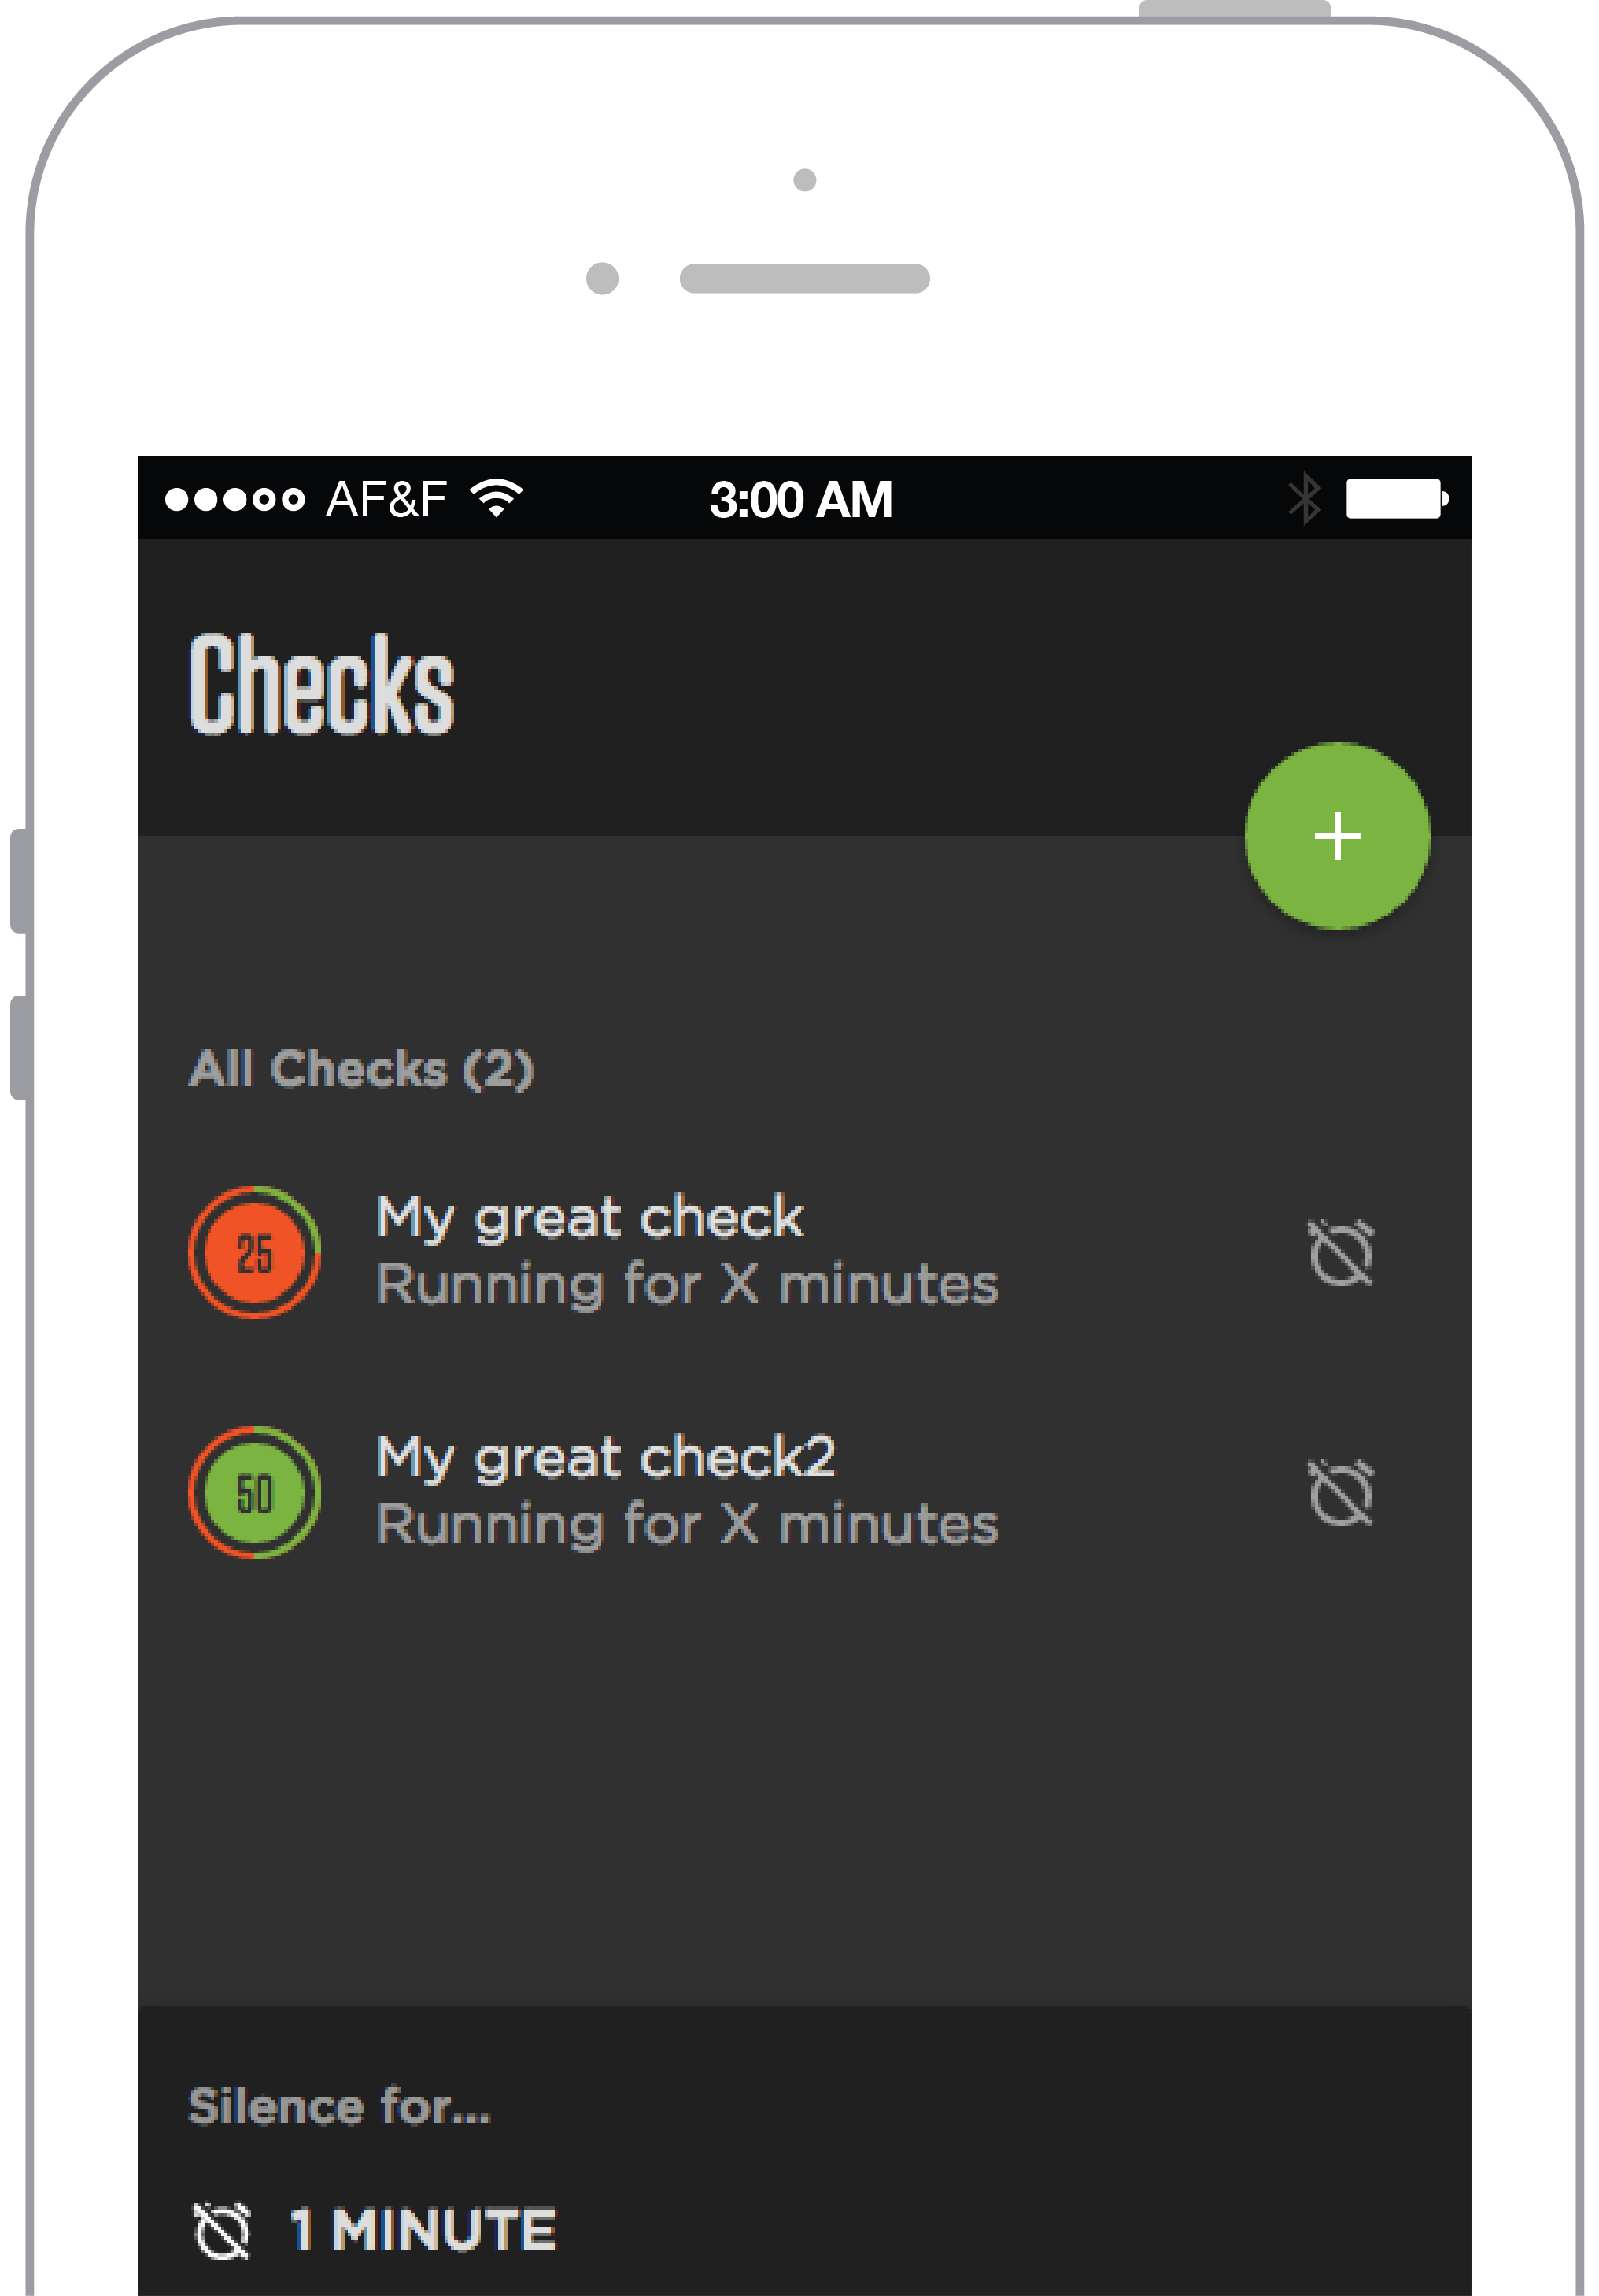 AF&F 3:00 AM
Checks
+
All Checks (2)
25
My great check
Running for X minutes
50
My great check2
Running for X minutes
Silence for...
1 MINUTE